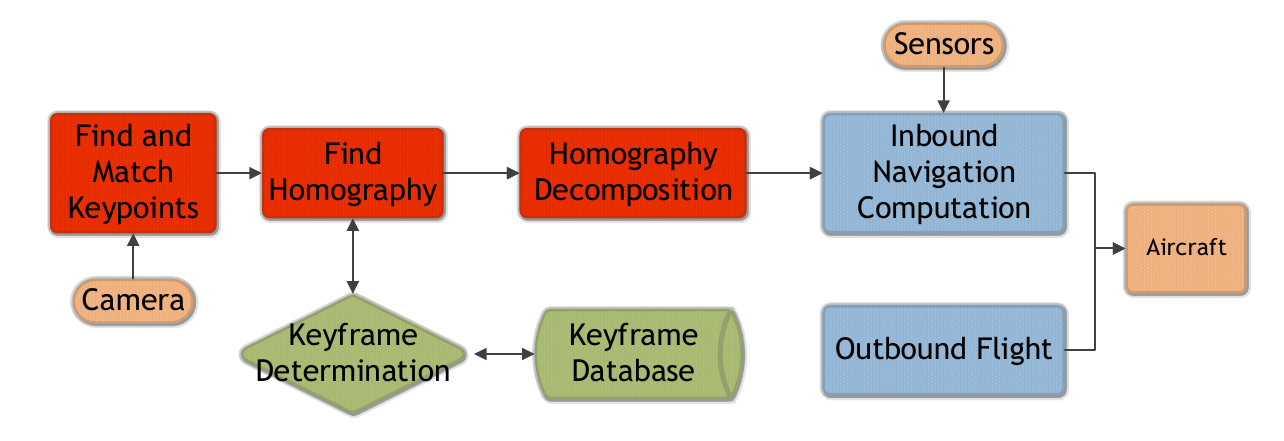 Sensors
Find and
Match
Keypoints
Find
Homography
Homography
Decomposition
Inbound
Navigation
Computation
Aircraft
Camera
Keyframe
Determination
Keyframe
Database
Outbound Flight